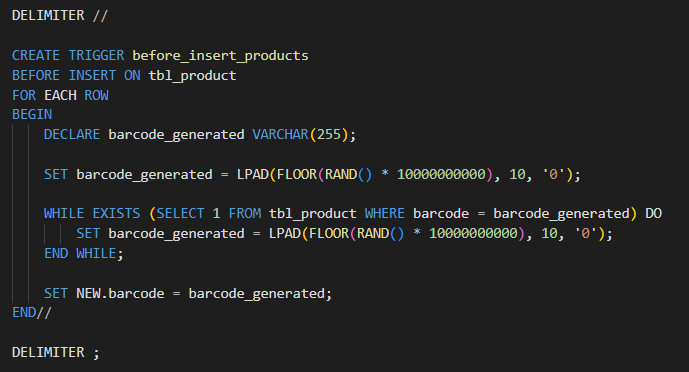 DELIMITER //
CREATE TRIGGER before_insert_products
BEFORE INSERT ON tbl_product
FOR EACH ROW
BEGIN
DECLARE barcode_generated VARCHAR(255);
SET barcode_generated = LPAD(FLOOR(RAND() * 10000000000), 10, '0');
WHILE EXISTS (SELECT 1 FROM tbl_product WHERE barcode = barcode_generated) DO
SET barcode_generated = LPAD(FLOOR(RAND() * 10000000000), 10, '0');
END WHILE;
SET NEW.barcode = barcode_generated;
END//
DELIMITER ;